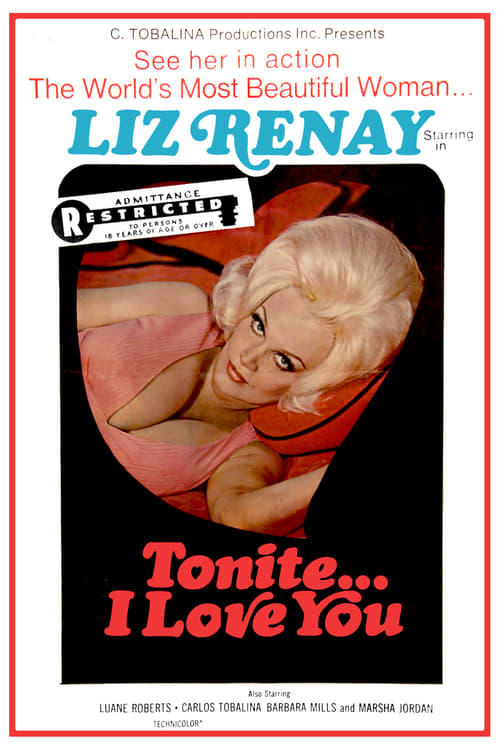 C. TOBALINA Productions Inc. Presents
See her in action
The World's Most Beautiful Woman...
LIZ RENAY Starring in
ADMITTANCE
RESTRICTED
TO PERSONS
18 YEARS OF AGE OR OVER
Tonite...
I Love You
Also Starring
LUANE ROBERTS • CARLOS TOBALINA BARBARA MILLS and MARSHA JORDAN
TECHNICOLOR®